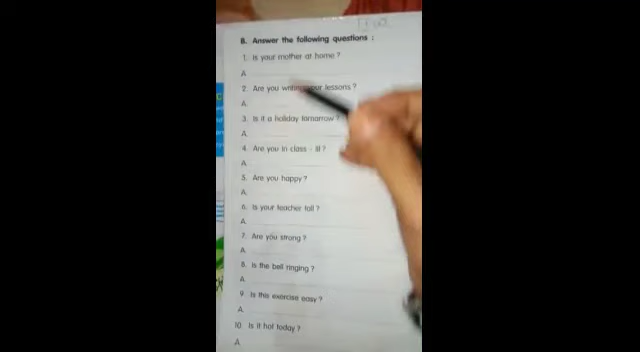 B. Answer the following questions :
1. Is your mother at home ?
A.
2. Are you writing your lessons ?
A.
3. Is it a holiday tomorrow ?
A.
4. Are you in class - III ?
A.
5. Are you happy ?
A.
6. Is your teacher tall ?
A.
7. Are you strong ?
A.
8. Is the bell ringing ?
A.
9. Is this exercise easy ?
A.
10. Is it hot today ?
A.